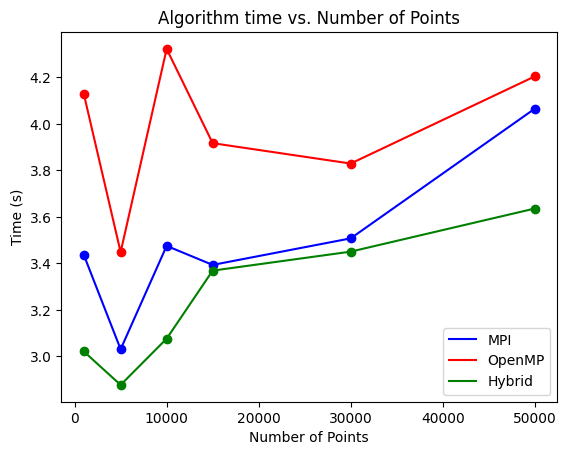 Algorithm time vs. Number of Points
Time (s)
4.2
4.0
3.8
3.6
3.4
3.2
3.0
0
10000
20000
30000
40000
50000
Number of Points
MPI
OpenMP
Hybrid